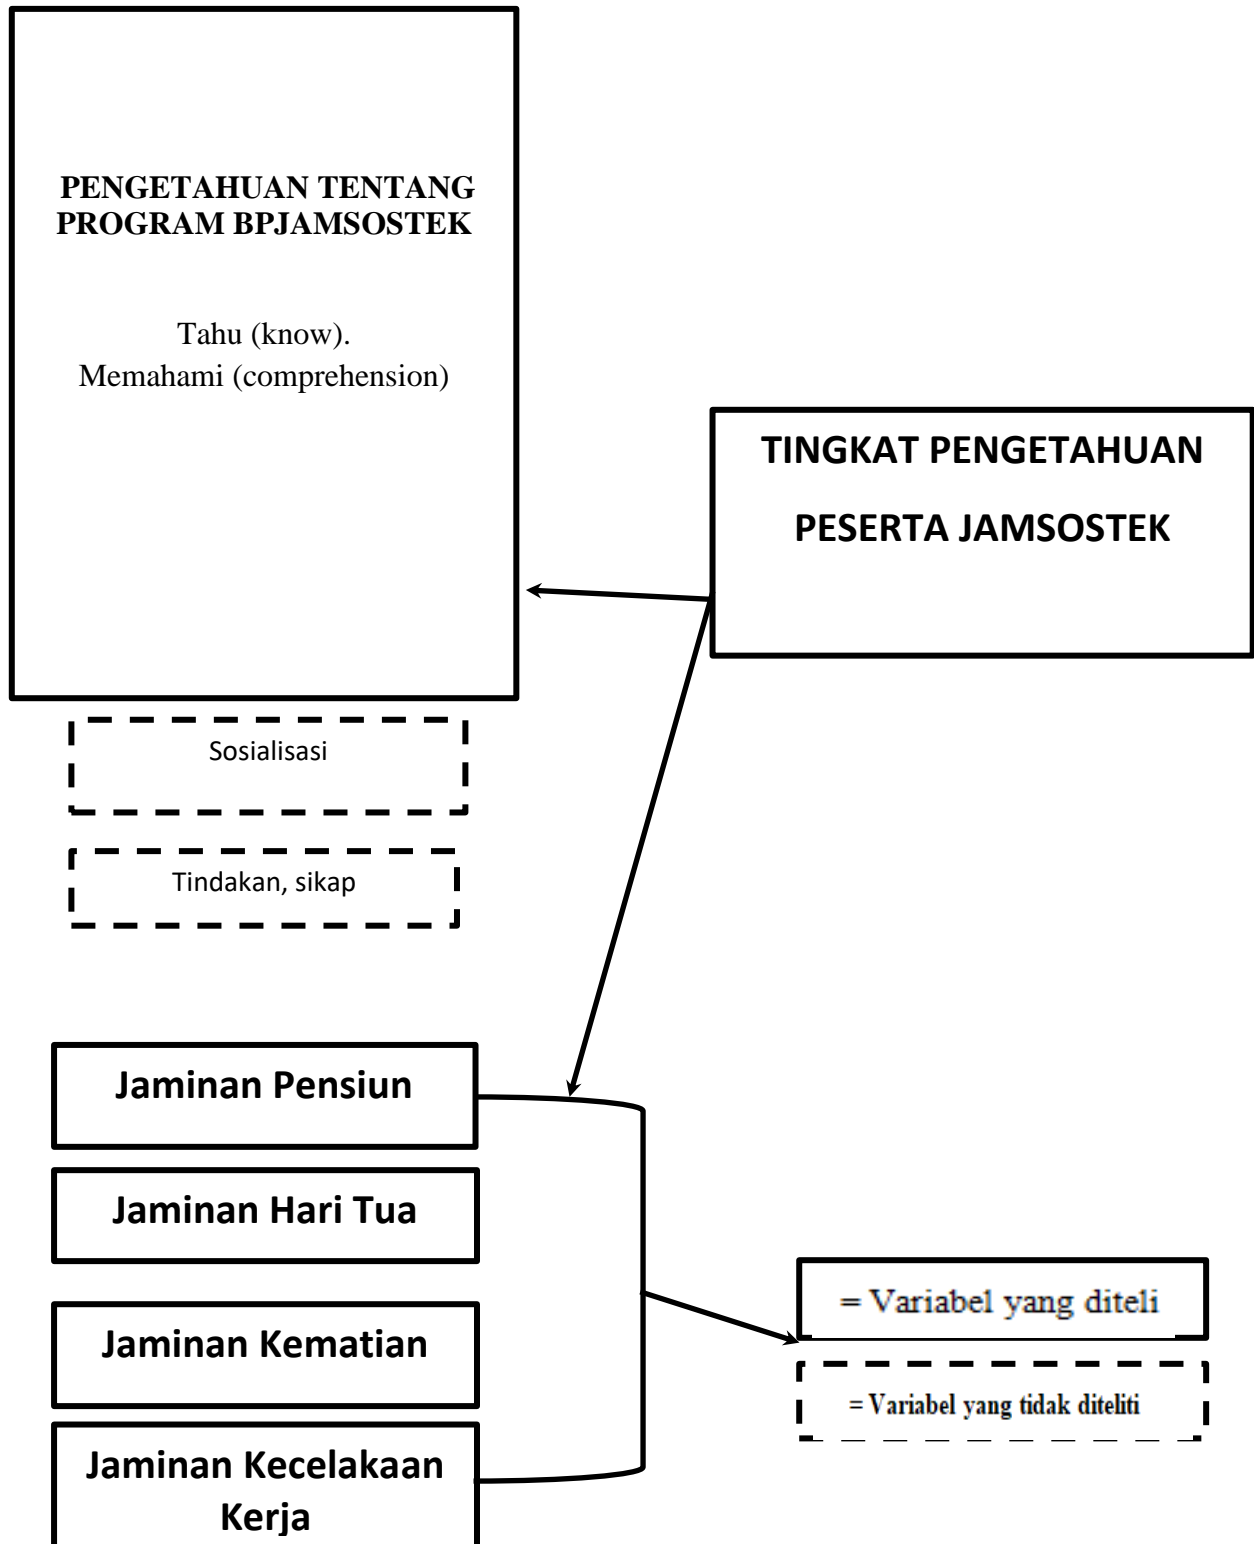 PENGETAHUAN TENTANG
PROGRAM BPJAMSOSTEK
Tahu (know).
Memahami (comprehension)
TINGKAT PENGETAHUAN
PESERTA JAMSOSTEK
Sosialisasi
Tindakan, sikap
Jaminan Pensiun
Jaminan Hari Tua
Jaminan Kematian
Jaminan Kecelakaan
Kerja
= Variabel yang diteli
= Variabel yang tidak diteliti